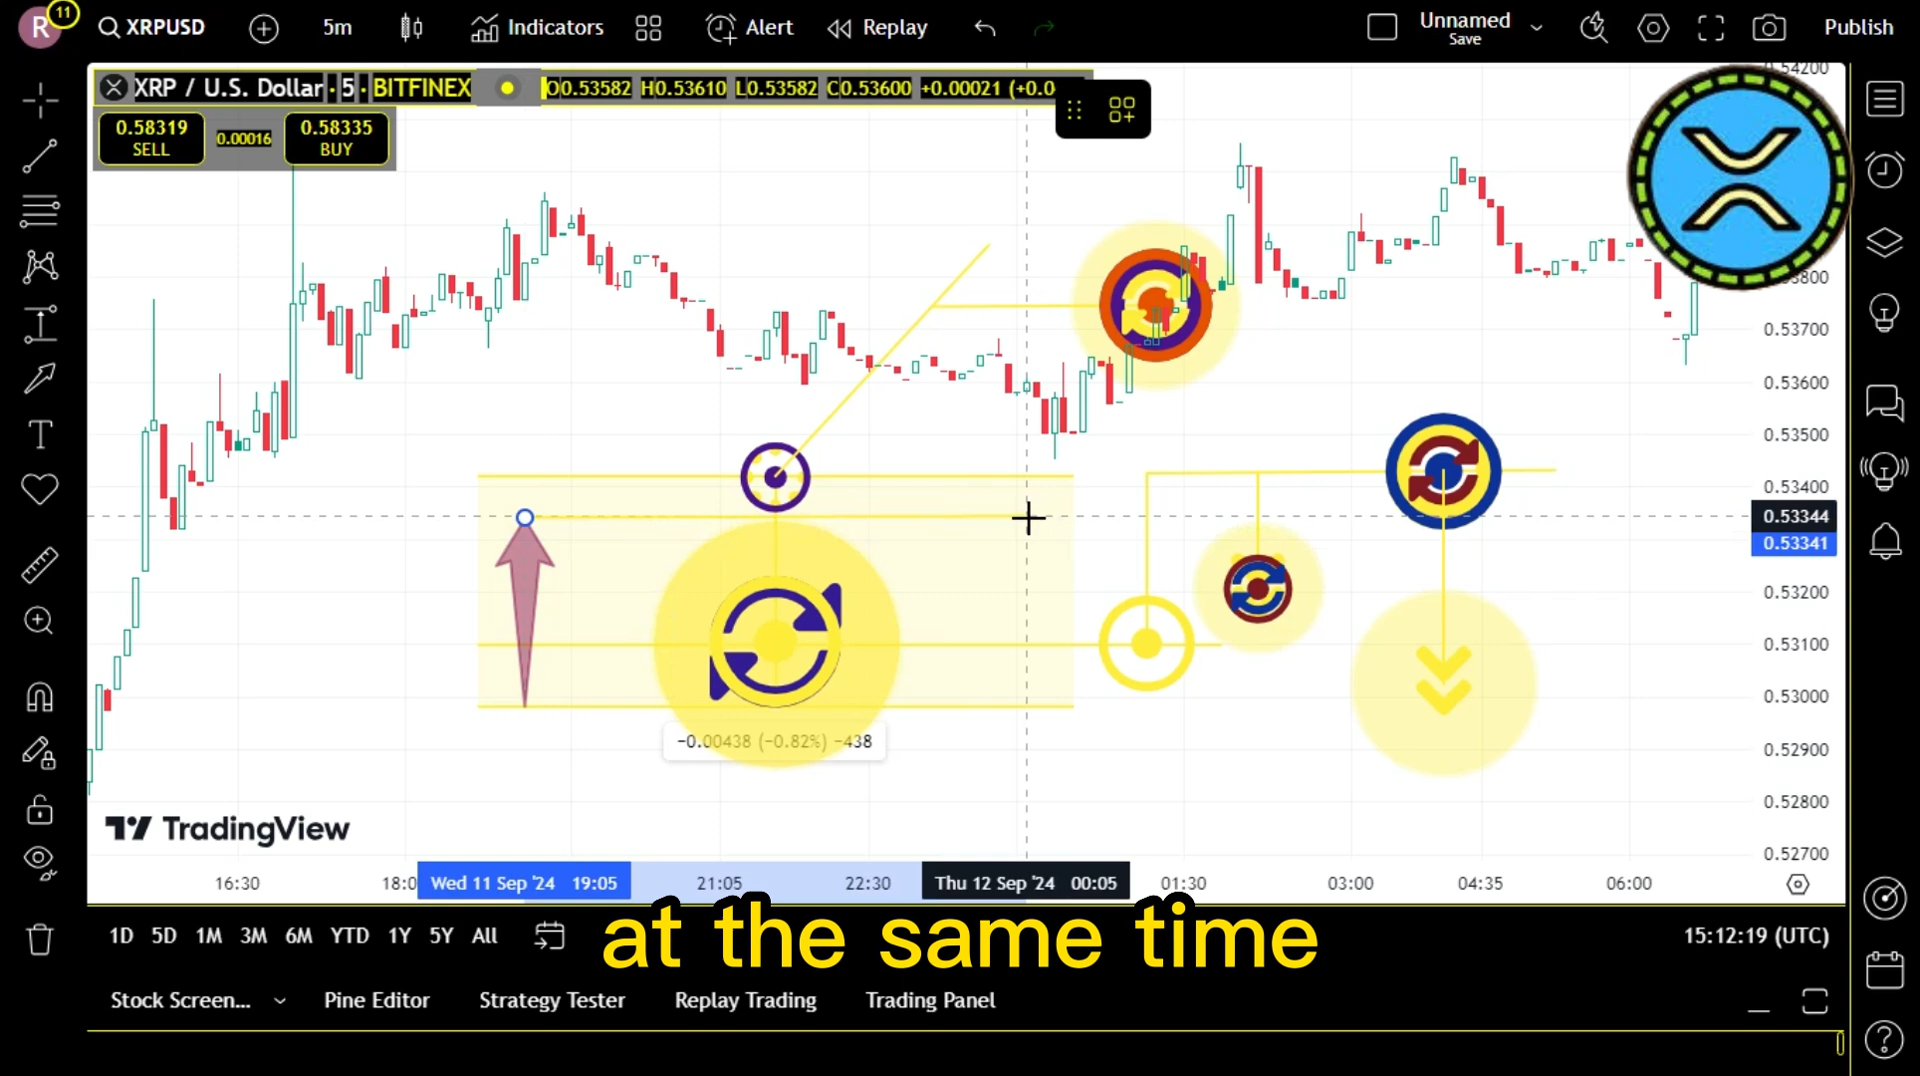 R 11 XRPUSD 5m Indicators Alert Replay Unnamed Save Publish
XRP / U.S. Dollar · 5 · BITFINEX O0.53582 H0.53610 L0.53582 C0.53600 +0.00021 (+0.0
0.58319 SELL 0.00016 0.58335 BUY
0.54200
0.53700
0.53600
0.53500
0.53400
0.53344
0.53341
0.53200
0.53100
0.53000
−0.00438 (−0.82%) −438
0.52900
0.52800
TradingView
0.52700
16:30 18:0 Wed 11 Sep '24 19:05 21:05 22:30 Thu 12 Sep '24 00:05 01:30 03:00 04:35 06:00
at the same time
1D 5D 1M 3M 6M YTD 1Y 5Y All 15:12:19 (UTC)
Stock Screen... Pine Editor Strategy Tester Replay Trading Trading Panel